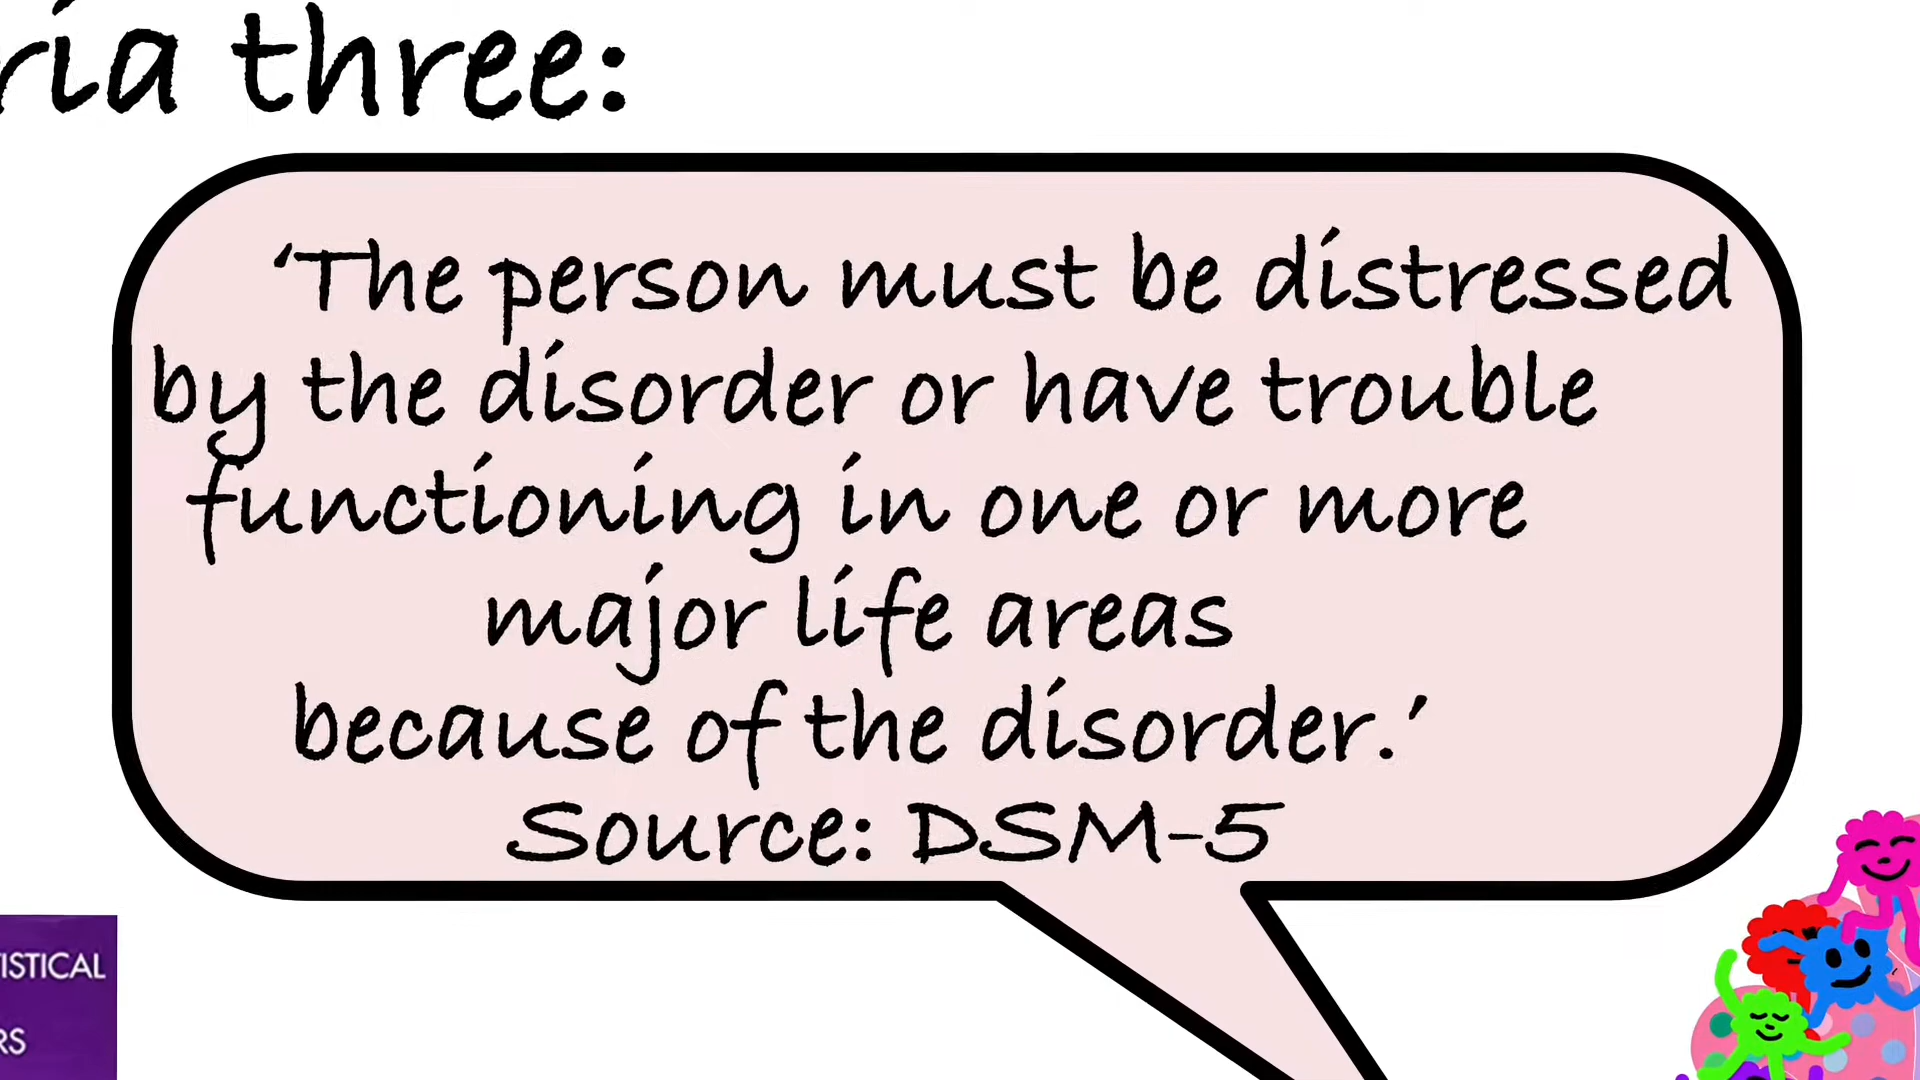 ria three:
‘The person must be distressed
by the disorder or have trouble
functioning in one or more
major life areas
because of the disorder.’
Source: DSM-5
TISTICAL
RS